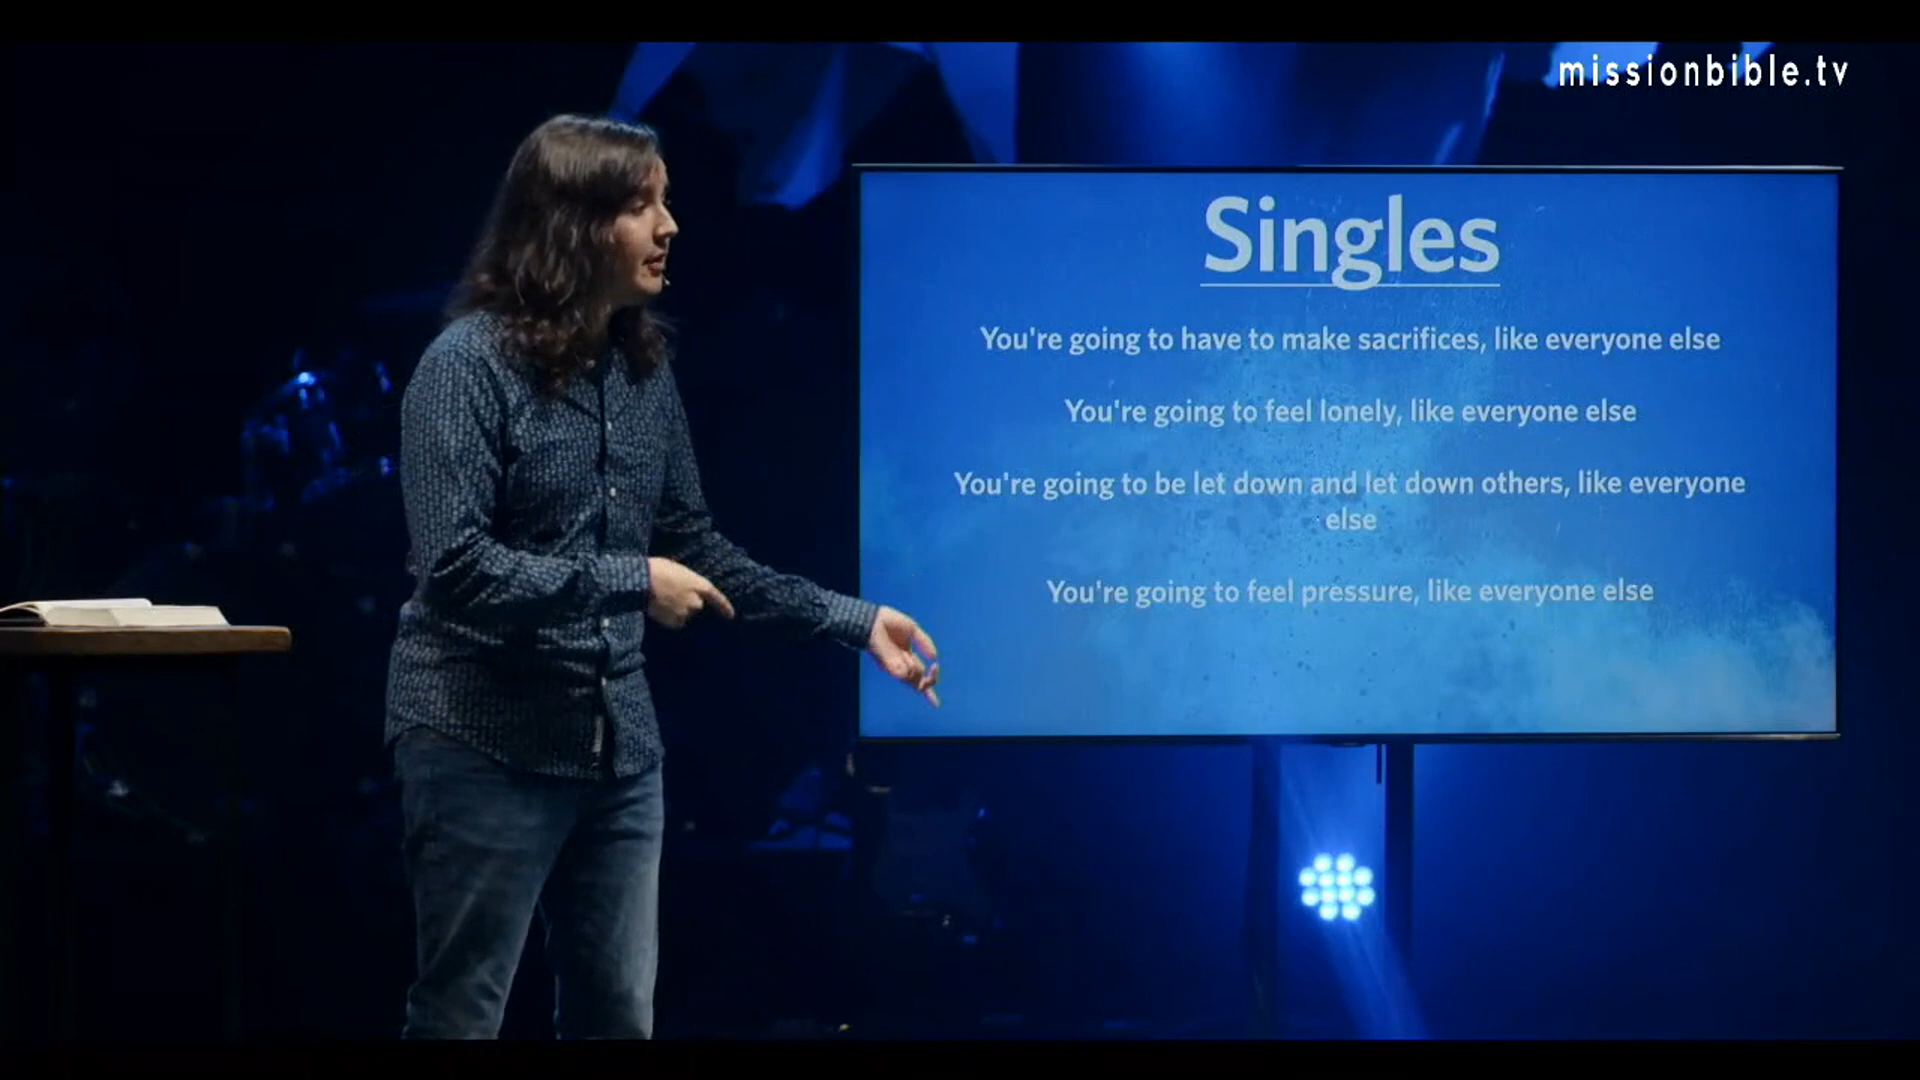 missionbible.tv
Singles
You're going to have to make sacrifices, like everyone else
You're going to feel lonely, like everyone else
You're going to be let down and let down others, like everyone
else
You're going to feel pressure, like everyone else